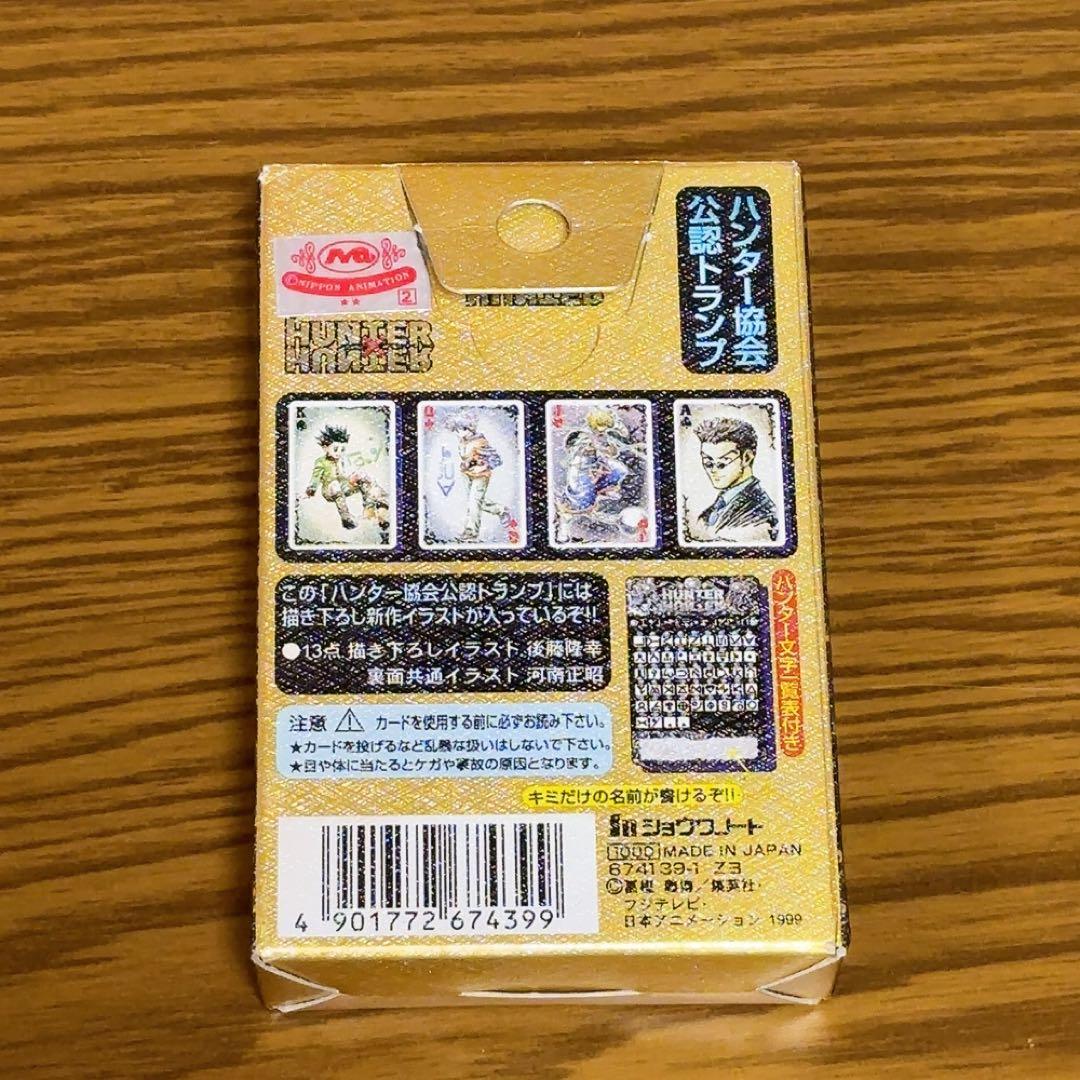 ハンター協会
公認トランプ
©NIPPON ANIMATION
2
HUNTER
HUNTER
K
A
A
この「ハンター協会公認トランプ」には
描き下ろし新作イラストが入っているぞ!!
●13点 描き下ろしイラスト 後藤隆幸
裏面共通イラスト 河南正昭
HUNTER
HUNTER
ハンター文字一覧表付き
注意 ⚠ カードを使用する前に必ずお読み下さい。
★カードを投げるなど乱暴な扱いはしないで下さい。
★目や体に当たるとケガや事故の原因となります。
キミだけの名前が書けるぞ!!
ショウワノート
1000 MADE IN JAPAN
674139-1 Z3
©冨樫 義博／集英社・
フジテレビ・
日本アニメーション 1999
4 901772 674399